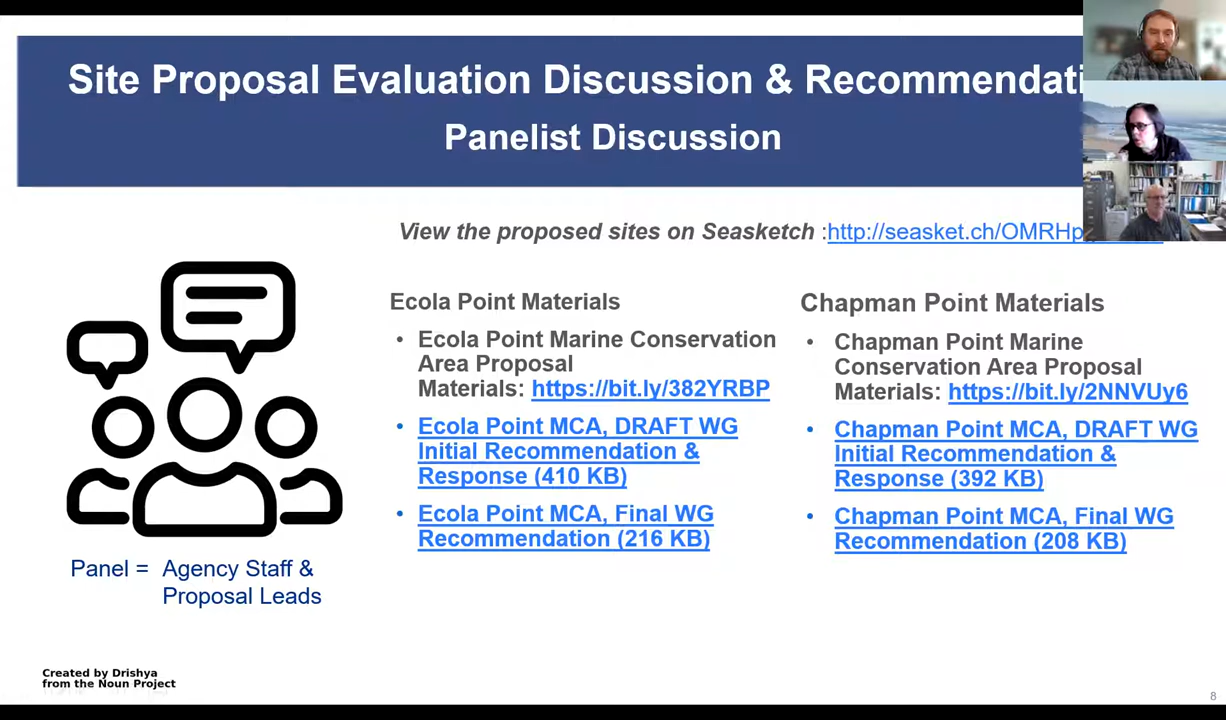 Site Proposal Evaluation Discussion & Recommendati
Panelist Discussion
View the proposed sites on Seasketch :http://seasket.ch/OMRHp
Ecola Point Materials
• Ecola Point Marine Conservation
Area Proposal
Materials: https://bit.ly/382YRBP
• Ecola Point MCA, DRAFT WG
Initial Recommendation &
Response (410 KB)
• Ecola Point MCA, Final WG
Recommendation (216 KB)
Chapman Point Materials
• Chapman Point Marine
Conservation Area Proposal
Materials: https://bit.ly/2NNVUy6
• Chapman Point MCA, DRAFT WG
Initial Recommendation &
Response (392 KB)
• Chapman Point MCA, Final WG
Recommendation (208 KB)
Panel = Agency Staff &
Proposal Leads
Created by Drishya
from the Noun Project
8